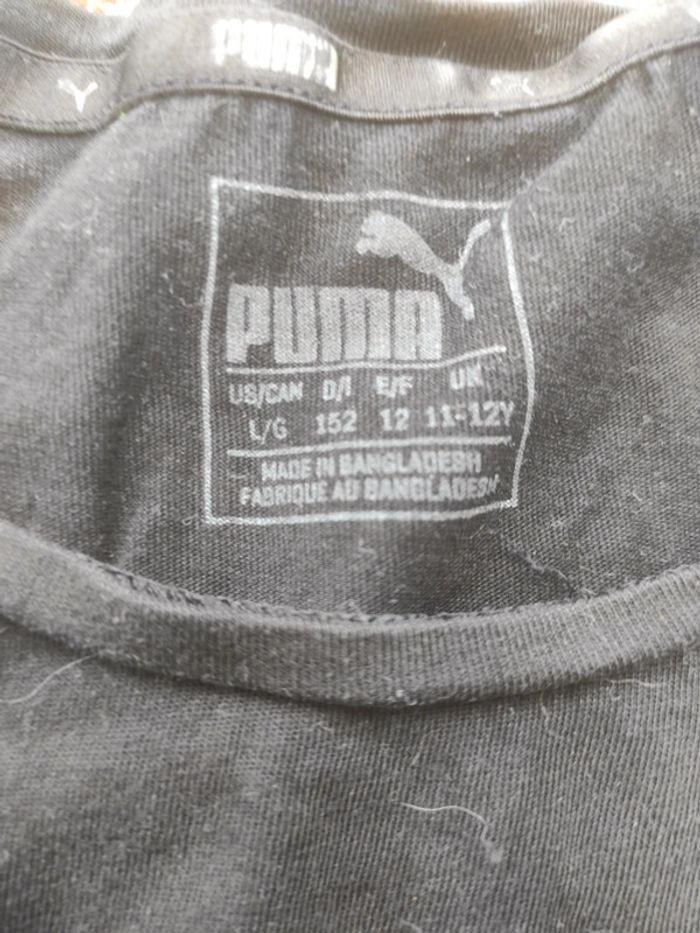 PUMA
PUMA
US/CAN D/I E/F UK
L/G 152 12 11-12Y
MADE IN BANGLADESH
FABRIQUE AU BANGLADESH